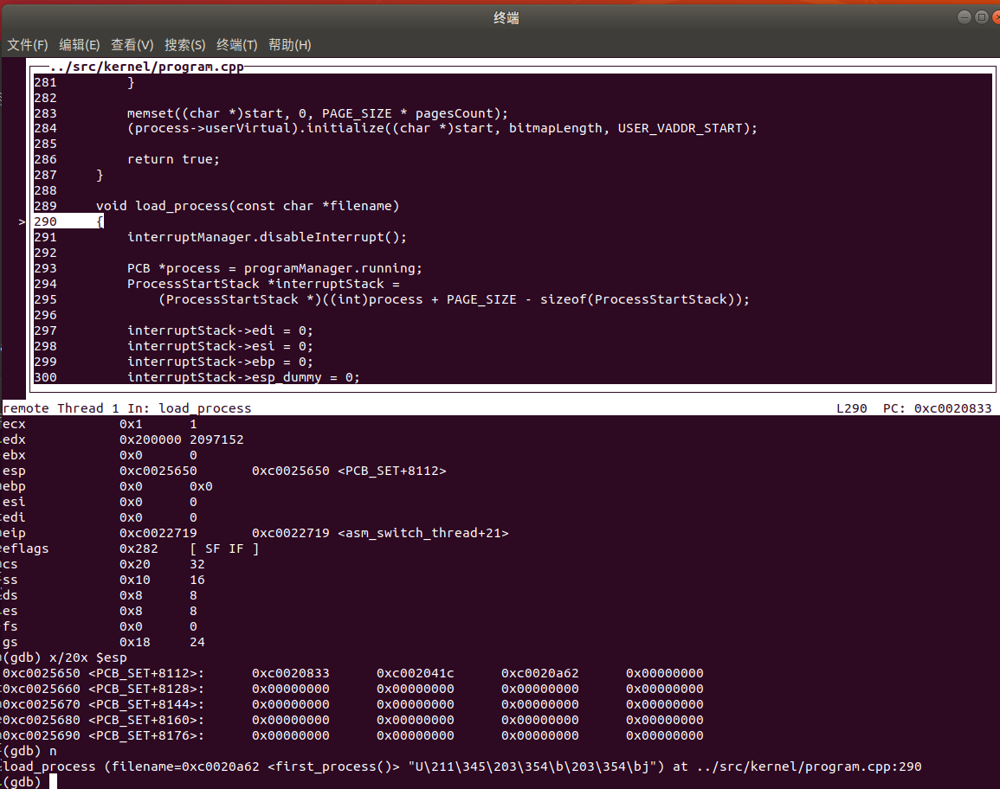 终端
文件(F) 编辑(E) 查看(V) 搜索(S) 终端(T) 帮助(H)
../src/kernel/program.cpp
281         }
282
283         memset((char *)start, 0, PAGE_SIZE * pagesCount);
284         (process->userVirtual).initialize((char *)start, bitmapLength, USER_VADDR_START);
285
286         return true;
287     }
288
289     void load_process(const char *filename)
> 290     {
291         interruptManager.disableInterrupt();
292
293         PCB *process = programManager.running;
294         ProcessStartStack *interruptStack =
295             (ProcessStartStack *)((int)process + PAGE_SIZE - sizeof(ProcessStartStack));
296
297         interruptStack->edi = 0;
298         interruptStack->esi = 0;
299         interruptStack->ebp = 0;
300         interruptStack->esp_dummy = 0;
remote Thread 1 In: load_process L290 PC: 0xc0020833
ecx 0x1 1
edx 0x200000 2097152
ebx 0x0 0
esp 0xc0025650 0xc0025650 <PCB_SET+8112>
ebp 0x0 0x0
esi 0x0 0
edi 0x0 0
eip 0xc0022719 0xc0022719 <asm_switch_thread+21>
eflags 0x282 [ SF IF ]
cs 0x20 32
ss 0x10 16
ds 0x8 8
es 0x8 8
fs 0x0 0
gs 0x18 24
(gdb) x/20x $esp
0xc0025650 <PCB_SET+8112>: 0xc0020833 0xc002041c 0xc0020a62 0x00000000
0xc0025660 <PCB_SET+8128>: 0x00000000 0x00000000 0x00000000 0x00000000
0xc0025670 <PCB_SET+8144>: 0x00000000 0x00000000 0x00000000 0x00000000
0xc0025680 <PCB_SET+8160>: 0x00000000 0x00000000 0x00000000 0x00000000
0xc0025690 <PCB_SET+8176>: 0x00000000 0x00000000 0x00000000 0x00000000
(gdb) n
load_process (filename=0xc0020a62 <first_process()> "U\211\345\203\354\b\203\354\bj") at ../src/kernel/program.cpp:290
(gdb)